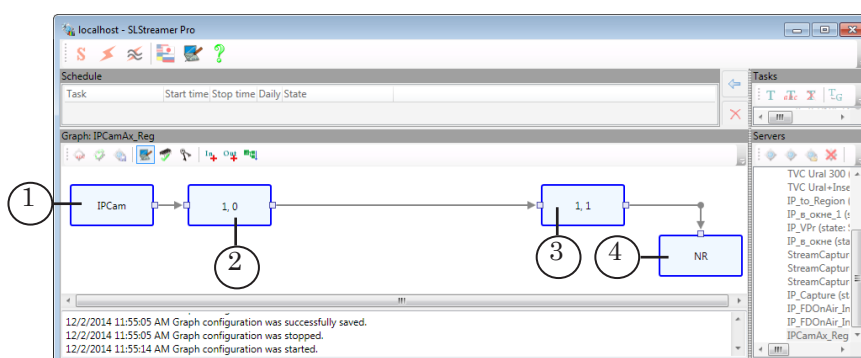 localhost - SLStreamer Pro
Schedule
Task Start time Stop time Daily State
Tasks
Graph: IPCamAx_Reg
Servers
IPCam
1, 0
1, 1
NR
1
2
3
4
TVC Ural 300 (
TVC Ural+Inse
IP_to_Region (
IP_в_окне_1 (s
IP_VPr (state:
IP_в_окне (sta
StreamCaptur
StreamCaptur
StreamCaptur
IP_Capture (st
IP_FDOnAir_In
IP_FDOnAir_In
IPCamAx_Reg
12/2/2014 11:55:05 AM Graph configuration was successfully saved.
12/2/2014 11:55:05 AM Graph configuration was stopped.
12/2/2014 11:55:14 AM Graph configuration was started.